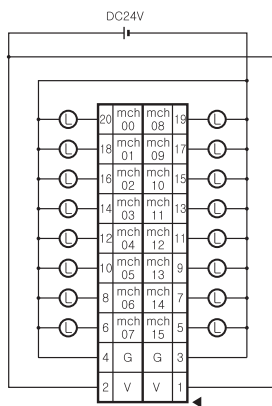 DC24V
L 20 mch 00 mch 08 19 L
L 18 mch 01 mch 09 17 L
L 16 mch 02 mch 10 15 L
L 14 mch 03 mch 11 13 L
L 12 mch 04 mch 12 11 L
L 10 mch 05 mch 13 9 L
L 8 mch 06 mch 14 7 L
L 6 mch 07 mch 15 5 L
4 G G 3
2 V V 1